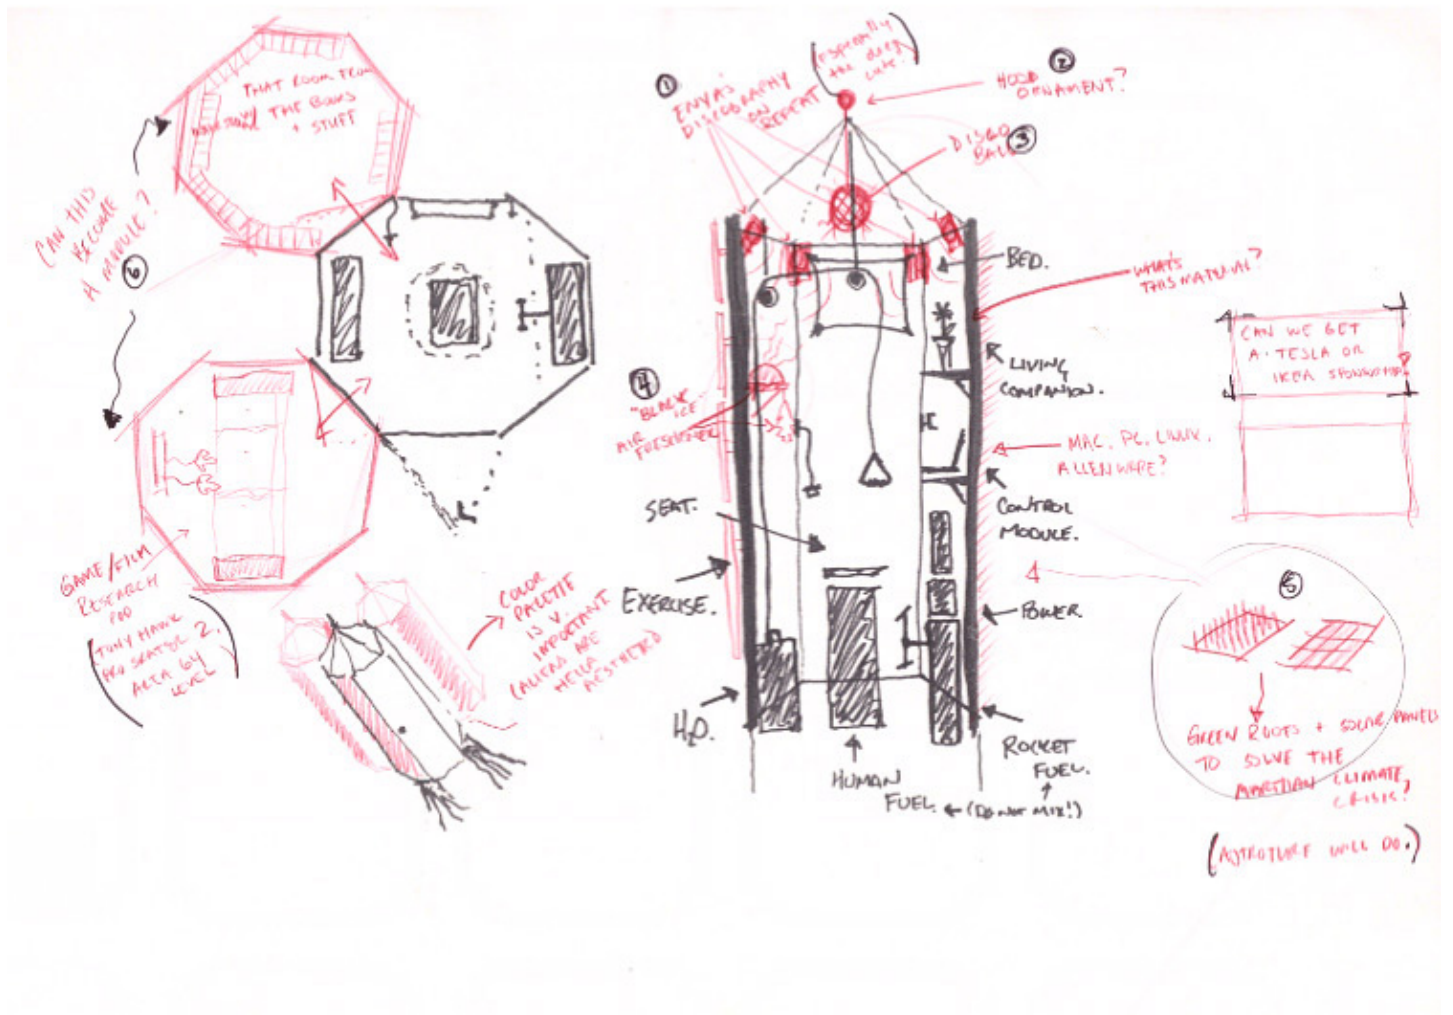 THAT ROOM FROM
THE BOOKS
+ STUFF
CAN THIS
BECOME
A MODULE?
6
GAME/FILM
RESEARCH
POD
(TONY HAWK
PRO SKATER 2,
AREA 64
LEVEL)
COLOR
PALETTE
IS V.
IMPORTANT
(ALIENS ARE
HELLA
AESTHETES)
1
ENYA'S
DISCOGRAPHY
ON
REPEAT
(ESPECIALLY
2
HOOD
ORNAMENT?
3
DISCO
BALL
BED.
WHAT'S
THIS MATERIAL?
LIVING
COMPANION.
4
"BLACK
ICE"
AIR
FRESHENER
MAC, PC, LINUX,
ALIENWARE?
CONTROL
MODULE.
SEAT.
EXERCISE.
POWER.
H2O.
HUMAN
FUEL.
ROCKET
FUEL.
(DO NOT MIX!)
CAN WE GET
A TESLA OR
IKEA
5
GREEN ROOFS + SOLAR PANELS
TO SOLVE THE
MARTIAN CLIMATE
CRISIS?
(ASTROTURF WILL DO.)